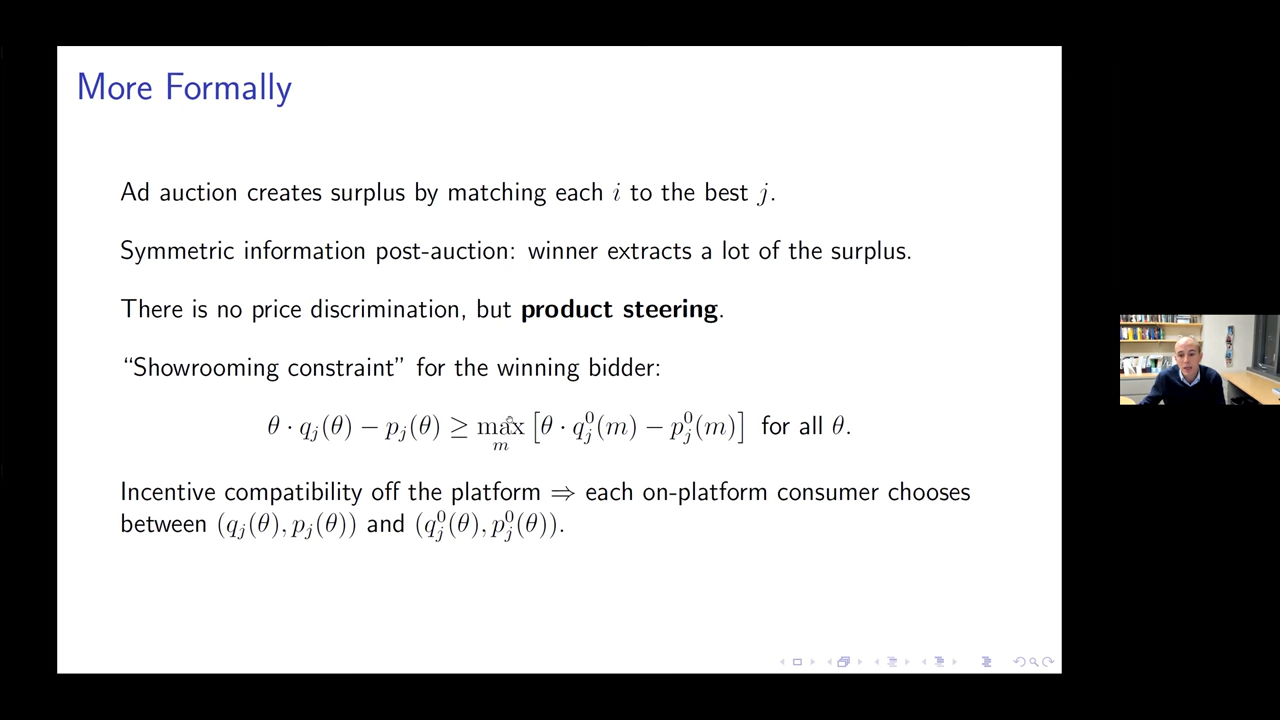 More Formally
Ad auction creates surplus by matching each i to the best j.
Symmetric information post-auction: winner extracts a lot of the surplus.
There is no price discrimination, but product steering.
“Showrooming constraint” for the winning bidder:
θ · q_j(θ) − p_j(θ) ≥ max_m [θ · q_j^0(m) − p_j^0(m)] for all θ.
Incentive compatibility off the platform ⇒ each on-platform consumer chooses
between (q_j(θ), p_j(θ)) and (q_j^0(θ), p_j^0(θ)).